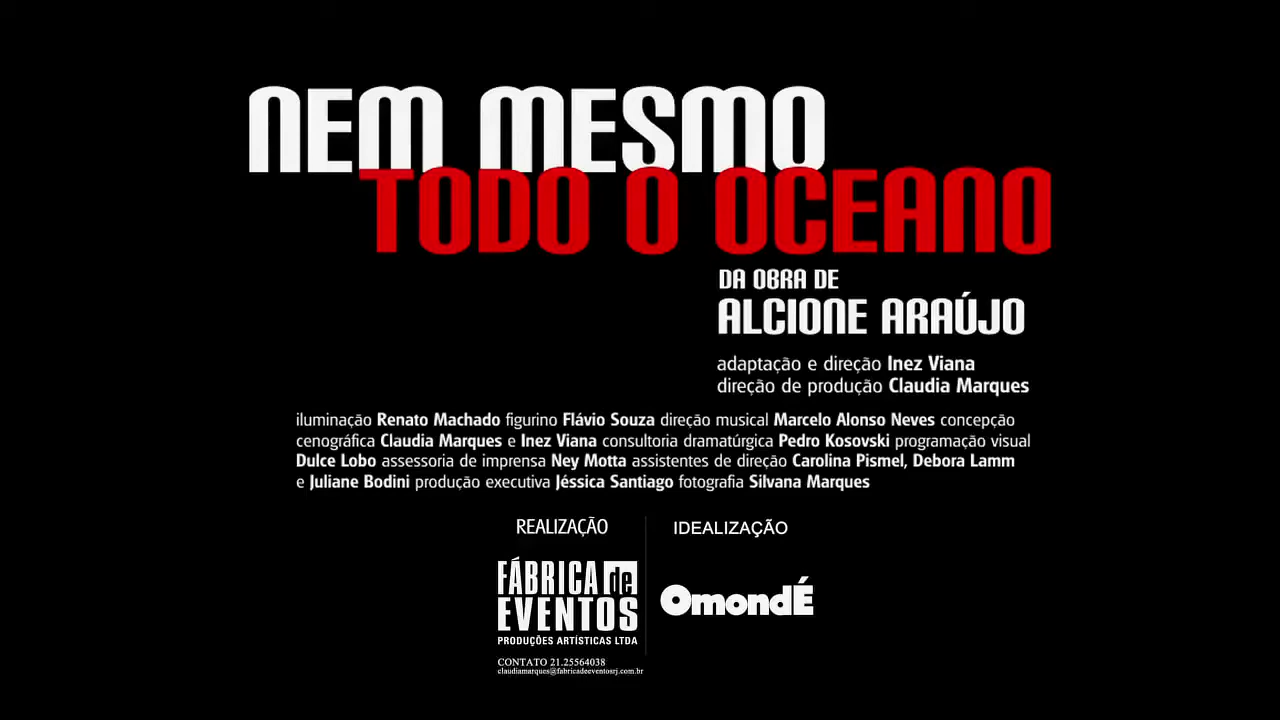 NEM MESMO
TODO O OCEANO
DA OBRA DE
ALCIONE ARAÚJO
adaptação e direção Inez Viana
direção de produção Claudia Marques
iluminação Renato Machado figurino Flávio Souza direção musical Marcelo Alonso Neves concepção
cenográfica Claudia Marques e Inez Viana consultoria dramatúrgica Pedro Kosovski programação visual
Dulce Lobo assessoria de imprensa Ney Motta assistentes de direção Carolina Pismel, Debora Lamm
e Juliane Bodini produção executiva Jéssica Santiago fotografia Silvana Marques
REALIZAÇÃO
FÁBRICA de
EVENTOS
PRODUÇÕES ARTÍSTICAS LTDA
CONTATO 21.25564038
claudiamarques@fabricadeeventosrj.com.br
IDEALIZAÇÃO
OmondÉ